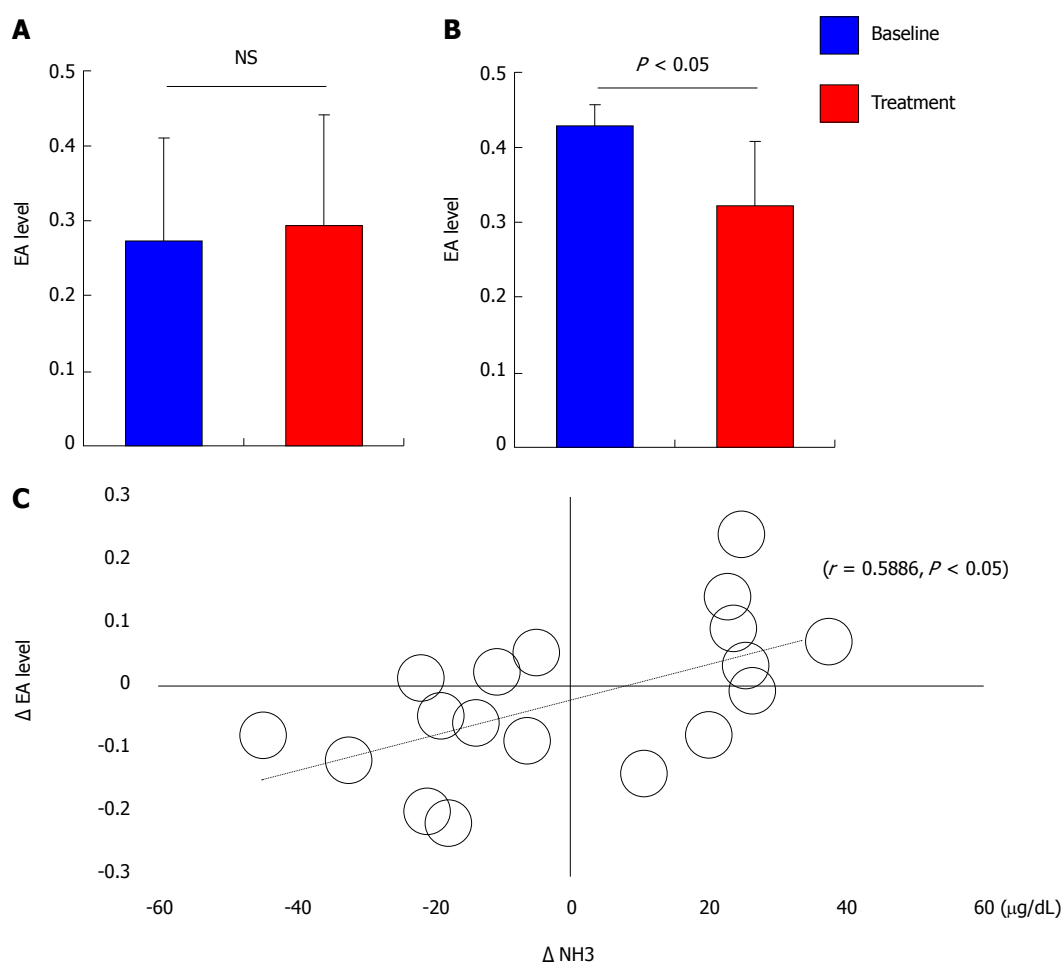 A
NS
0.5
0.4
0.3
0.2
0.1
0
EA level
B
P < 0.05
0.5
0.4
0.3
0.2
0.1
0
EA level
Baseline
Treatment
C
0.3
0.2
0.1
0
-0.1
-0.2
-0.3
Δ EA level
(r = 0.5886, P < 0.05)
-60 -40 -20 0 20 40 60 (μg/dL)
Δ NH3